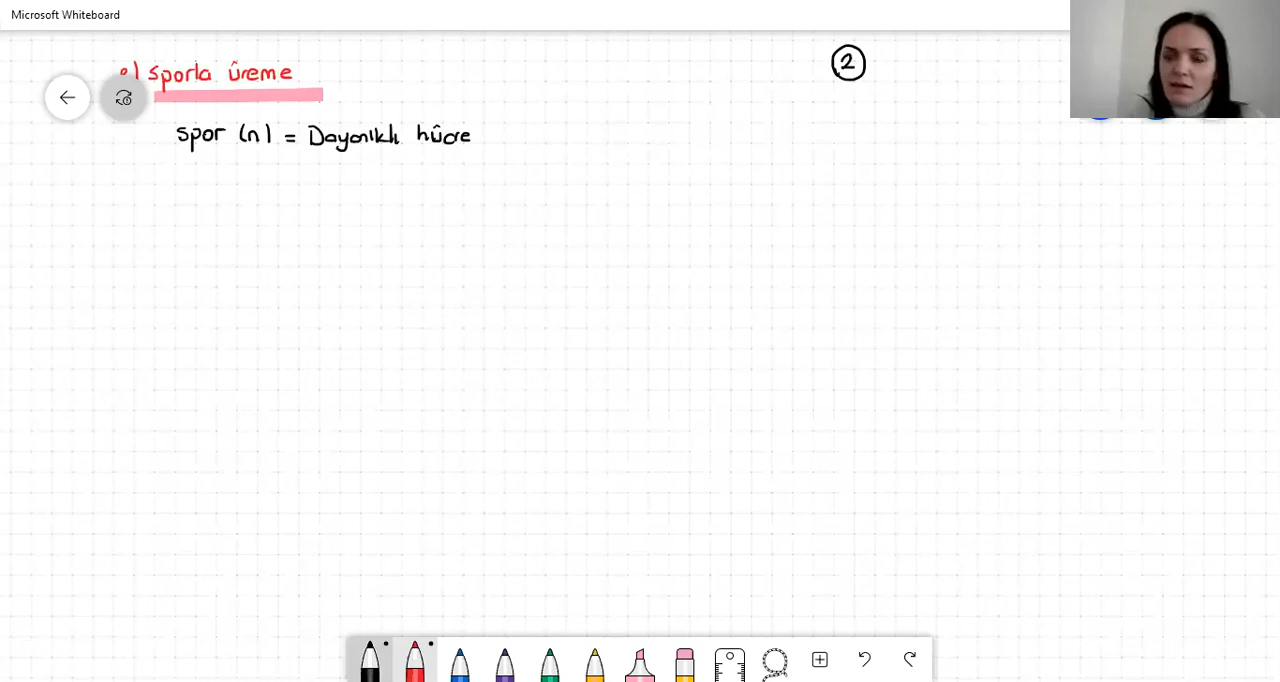 Microsoft Whiteboard
e) Sporla üreme
2
Spor (n) = Dayanıklı hücre